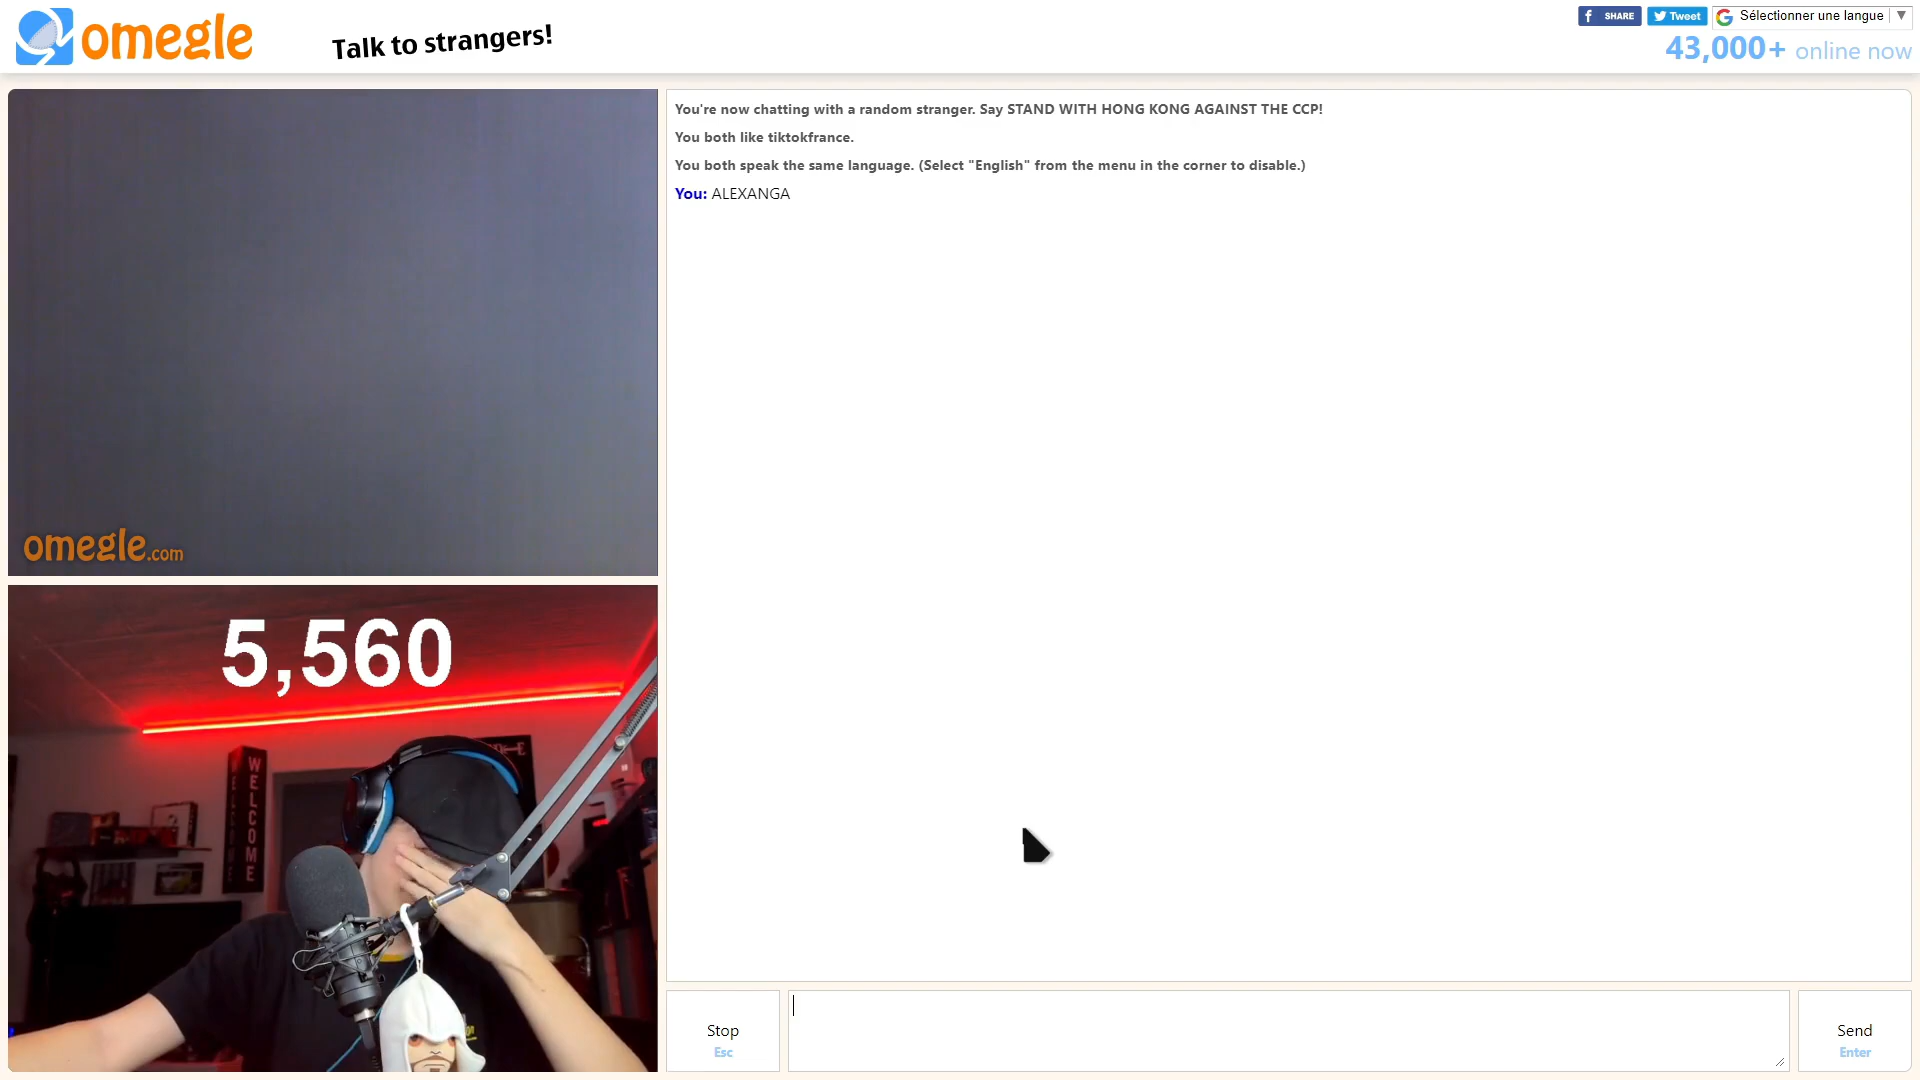 omegle
Talk to strangers!
SHARE
Tweet
Sélectionner une langue ▼
43,000+ online now
You're now chatting with a random stranger. Say STAND WITH HONG KONG AGAINST THE CCP!
You both like tiktokfrance.
You both speak the same language. (Select "English" from the menu in the corner to disable.)
You: ALEXANGA
omegle.com
5,560
WELCOME
Stop
Esc
Send
Enter